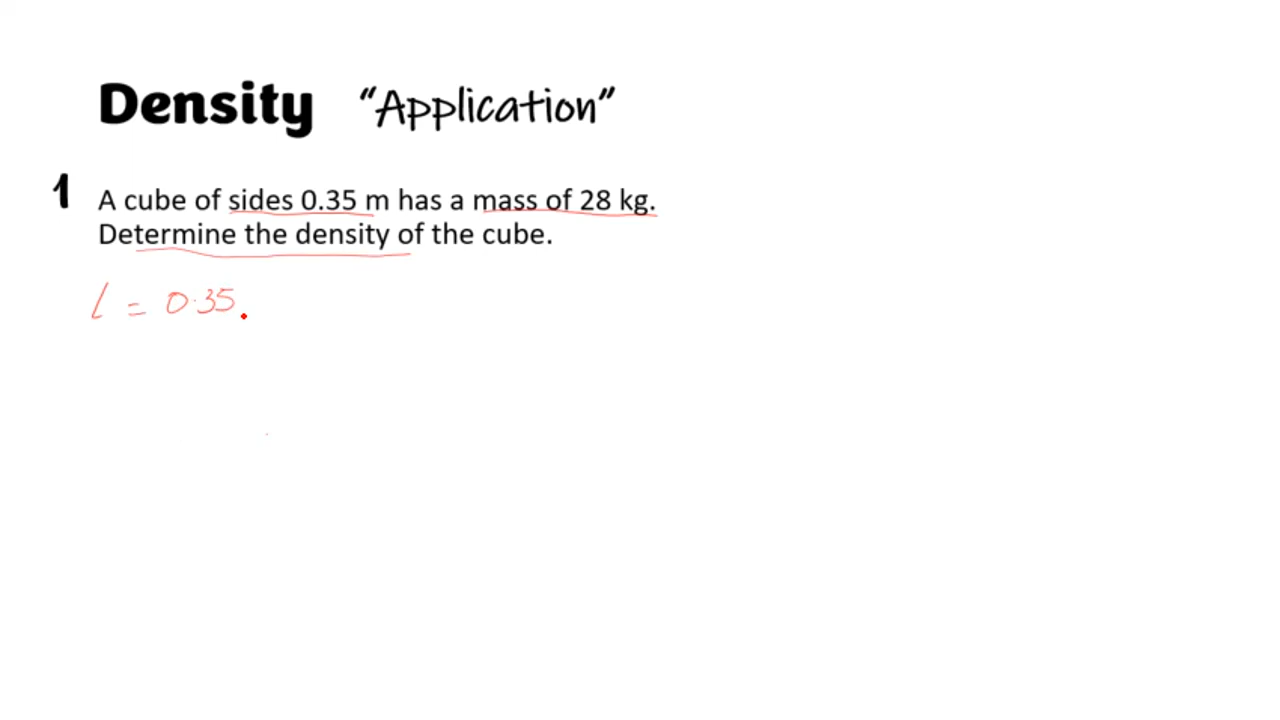 Density “Application”
1 A cube of sides 0.35 m has a mass of 28 kg.
Determine the density of the cube.
L = 0.35